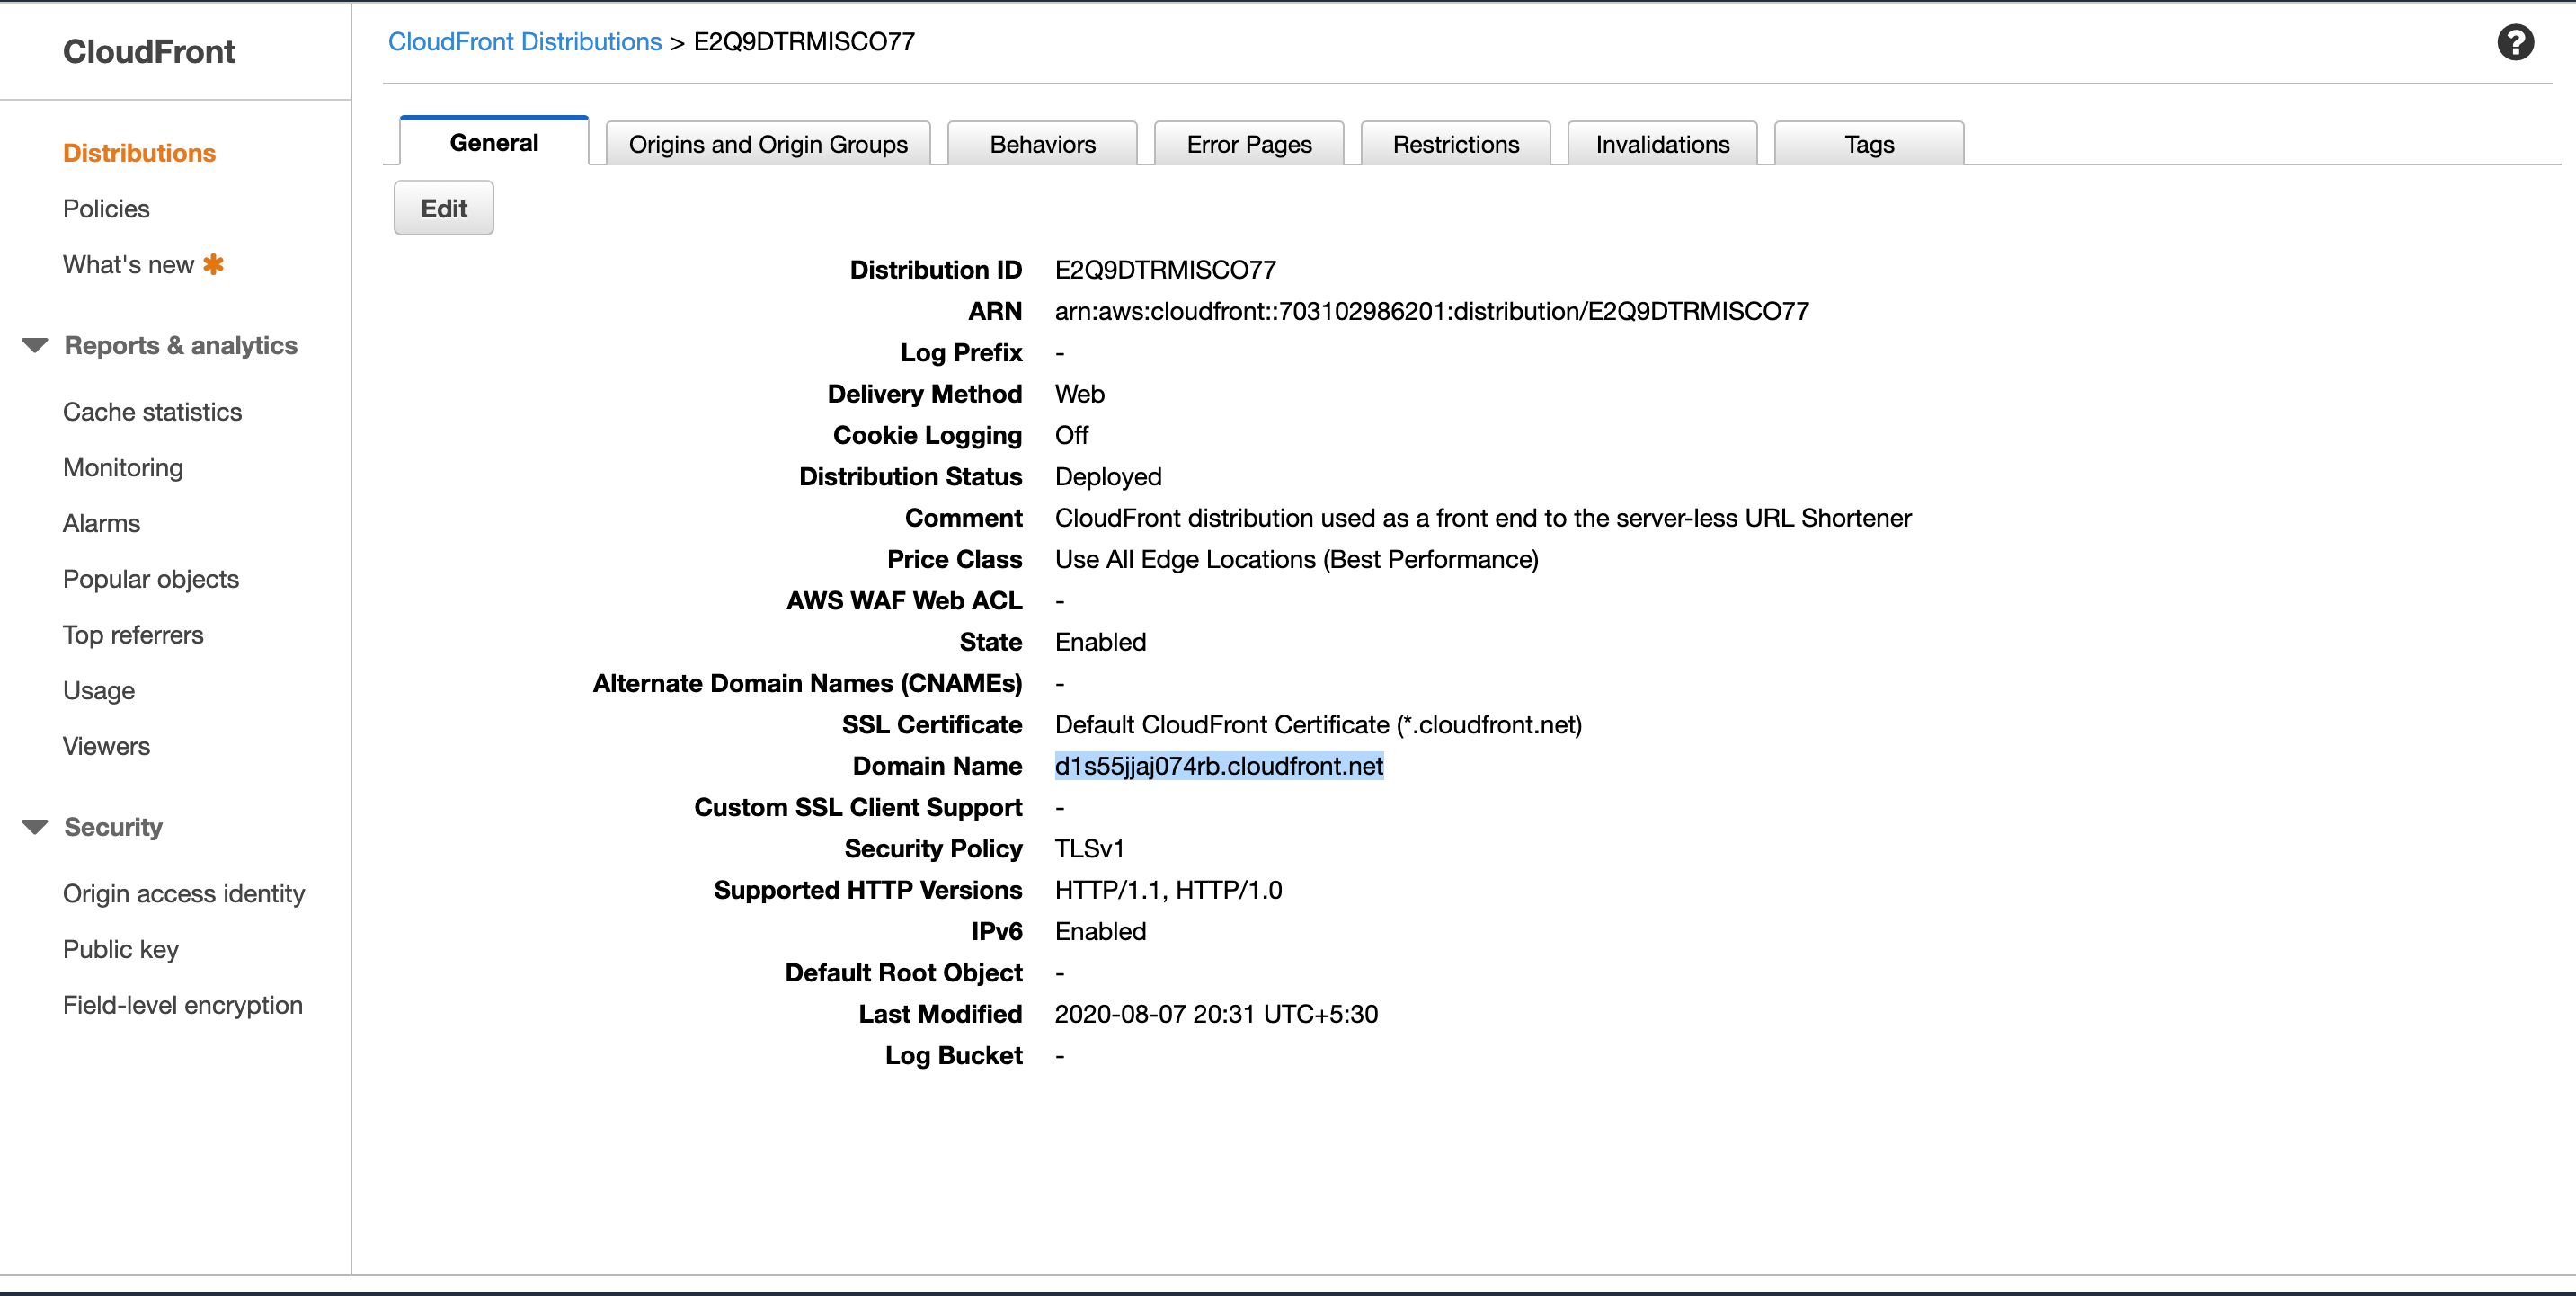 CloudFront
Distributions
Policies
What's new ✱
Reports & analytics
Cache statistics
Monitoring
Alarms
Popular objects
Top referrers
Usage
Viewers
Security
Origin access identity
Public key
Field-level encryption
CloudFront Distributions > E2Q9DTRMISCO77
?
General Origins and Origin Groups Behaviors Error Pages Restrictions Invalidations Tags
Edit
Distribution ID E2Q9DTRMISCO77
ARN arn:aws:cloudfront::703102986201:distribution/E2Q9DTRMISCO77
Log Prefix -
Delivery Method Web
Cookie Logging Off
Distribution Status Deployed
Comment CloudFront distribution used as a front end to the server-less URL Shortener
Price Class Use All Edge Locations (Best Performance)
AWS WAF Web ACL -
State Enabled
Alternate Domain Names (CNAMEs) -
SSL Certificate Default CloudFront Certificate (*.cloudfront.net)
Domain Name d1s55jjaj074rb.cloudfront.net
Custom SSL Client Support -
Security Policy TLSv1
Supported HTTP Versions HTTP/1.1, HTTP/1.0
IPv6 Enabled
Default Root Object -
Last Modified 2020-08-07 20:31 UTC+5:30
Log Bucket -